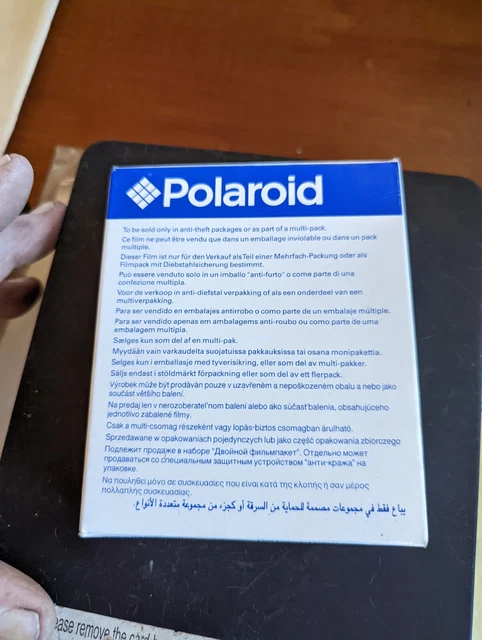 Polaroid
To be sold only in anti-theft packages or as part of a multi-pack.
Ce film ne peut être vendu que dans un emballage inviolable ou dans un pack
multiple.
Dieser Film ist nur für den Verkauf alsTeil einer Mehrfach-Packung oder als
Filmpack mit Diebstahlsicherung bestimmt.
Può essere venduto solo in un imballo "anti-furto" o come parte di una
confezione multipla.
Voor de verkoop in anti-diefstal verpakking of als een onderdeel van een
multiverpakking.
Para ser vendido en embalajes antirrobo o como parte de un embalaje múltiple.
Para ser vendido apenas em ambalagems anti-roubo ou como parte de uma
embalagem multipla.
Sælges kun som del af en multi-pak.
Myydään vain varkaudelta suojatuissa pakkauksissa tai osana monipakettia.
Selges kun i emballasje med tyverisikring, eller som del av multi-pakker.
Säljs endast i stöldmärkt förpackning eller som del av ett flerpack.
Výrobek může být prodáván pouze v uzavřeném a nepoškozeném obalu a nebo jako
součást většího balení.
Na predaj len v nerozoberateľnom balení alebo ako súčasť balenia, obsahujúceho
jednotlivo zabalené filmy.
Csak a multi-csomag részeként vagy lopás-biztos csomagban árulható.
Sprzedawane w opakowaniach pojedynczych lub jako część opakowania zbiorczego
Подлежит продаже в наборе "Двойной фильмпакет". Отдельно может
продаваться со специальным защитным устройством "анти-кража" на
упаковке.
Να πουληθεί μόνο σε συσκευασίες που είναι κατά της κλοπής ή σαν μέρος
πολλαπλής συσκευασίας.
يباع فقط في مجموعات مصممة للحماية من السرقة أو كجزء من مجموعة متعددة الأنواع.
ease remove the card